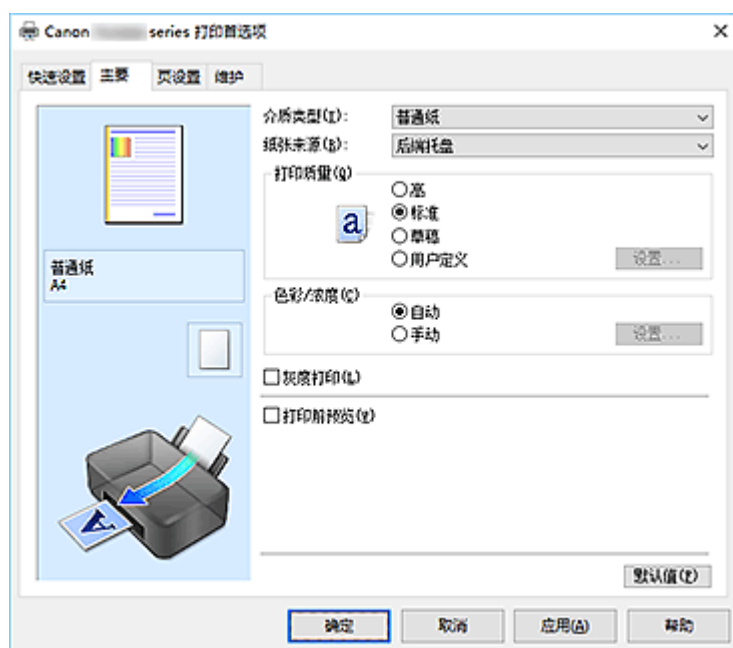 Canon series 打印首选项
快速设置 主要 页设置 维护
介质类型(I): 普通纸
纸张来源(B): 后端托盘
打印质量(Q)
高
标准
草稿
用户定义 设置...
a
普通纸
A4
色彩/浓度(C)
自动
手动 设置...
灰度打印(L)
打印前预览(V)
A
默认值(F)
确定 取消 应用(A) 帮助